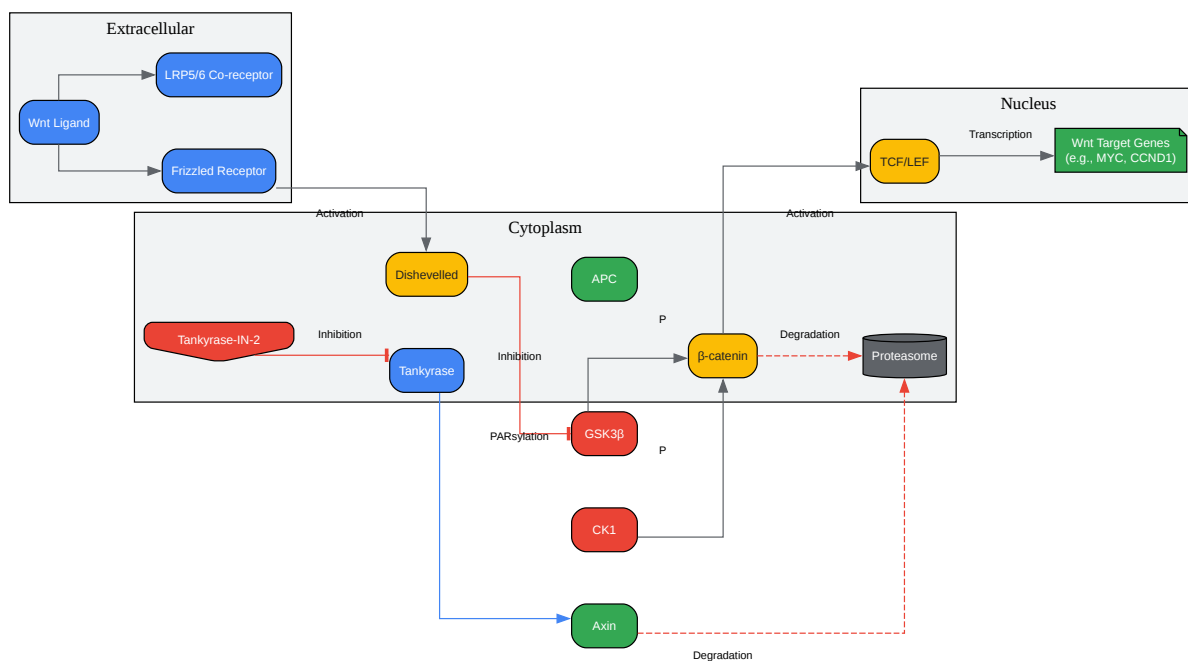 Extracellular
LRP5/6 Co-receptor
Wnt Ligand
Frizzled Receptor
Nucleus
Transcription
TCF/LEF
Wnt Target Genes
(e.g., MYC, CCND1)
Activation
Activation
Cytoplasm
Dishevelled
APC
P
Tankyrase-IN-2
Inhibition
Inhibition
Tankyrase
β-catenin
Degradation
Proteasome
PARsylation
GSK3β
P
CK1
Axin
Degradation